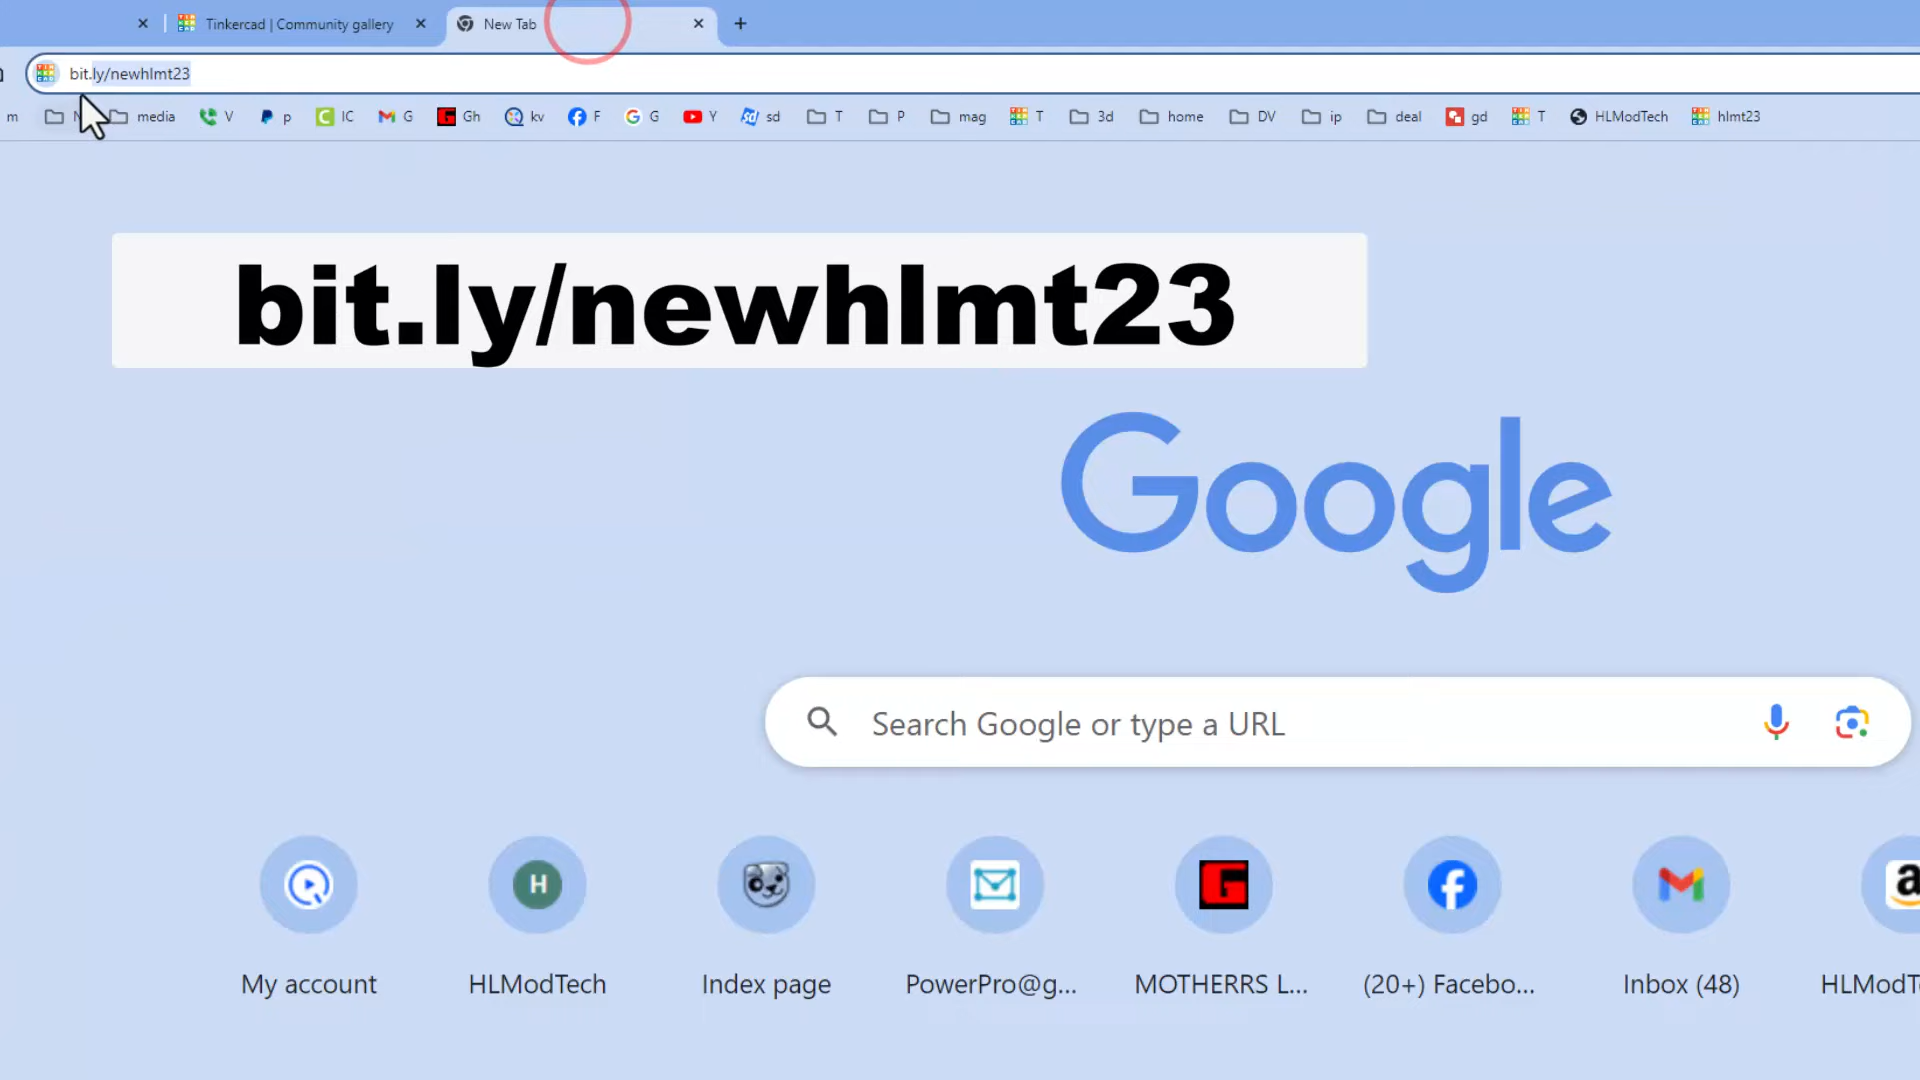 Tinkercad | Community gallery
New Tab
bit.ly/newhlmt23
m
media
V
p
IC
G
Gh
kv
F
G
Y
sd
T
P
mag
T
3d
home
DV
ip
deal
gd
T
HLModTech
hlmt23
bit.ly/newhlmt23
Google
Search Google or type a URL
H
My account
HLModTech
Index page
PowerPro@g...
MOTHERRS L...
(20+) Facebo...
Inbox (48)